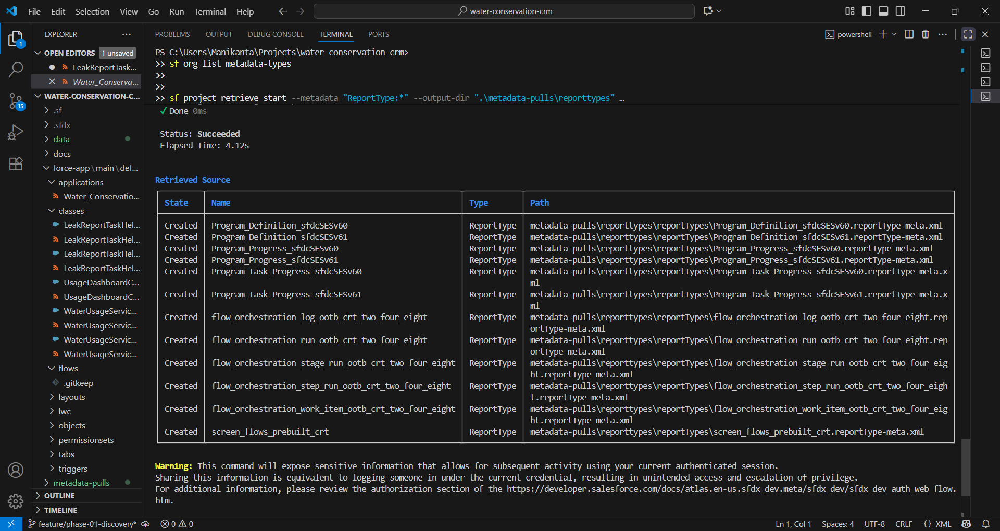 File Edit Selection View Go Run Terminal Help
water-conservation-crm
EXPLORER
OPEN EDITORS 1 unsaved
LeakReportTask...
Water_Conserva...
WATER-CONSERVATION-C...
.sf
.sfdx
data
docs
force-app\main\def...
applications
Water_Conservatio...
classes
LeakReportTaskHel...
LeakReportTaskHel...
LeakReportTaskHel...
LeakReportTaskHel...
UsageDashboardC...
UsageDashboardC...
WaterUsageServic...
WaterUsageServic...
WaterUsageServic...
WaterUsageServic...
flows
.gitkeep
layouts
lwc
objects
permissionsets
tabs
triggers
metadata-pulls
OUTLINE
TIMELINE
1
15
PROBLEMS OUTPUT DEBUG CONSOLE TERMINAL PORTS
powershell
PS C:\Users\Manikanta\Projects\water-conservation-crm>
>> sf org list metadata-types
>>
>>
>> sf project retrieve start --metadata "ReportType:*" --output-dir ".\metadata-pulls\reporttypes" …
✓ Done 0ms
Status: Succeeded
Elapsed Time: 4.12s
Retrieved Source
State Name Type Path
Created Program_Definition_sfdcSESv60 ReportType metadata-pulls\reporttypes\reportTypes\Program_Definition_sfdcSESv60.reportType-meta.xml
Created Program_Definition_sfdcSESv61 ReportType metadata-pulls\reporttypes\reportTypes\Program_Definition_sfdcSESv61.reportType-meta.xml
Created Program_Progress_sfdcSESv60 ReportType metadata-pulls\reporttypes\reportTypes\Program_Progress_sfdcSESv60.reportType-meta.xml
Created Program_Progress_sfdcSESv61 ReportType metadata-pulls\reporttypes\reportTypes\Program_Progress_sfdcSESv61.reportType-meta.xml
Created Program_Task_Progress_sfdcSESv60 ReportType metadata-pulls\reporttypes\reportTypes\Program_Task_Progress_sfdcSESv60.reportType-meta.x
ml
Created Program_Task_Progress_sfdcSESv61 ReportType metadata-pulls\reporttypes\reportTypes\Program_Task_Progress_sfdcSESv61.reportType-meta.x
ml
Created flow_orchestration_log_ootb_crt_two_four_eight ReportType metadata-pulls\reporttypes\reportTypes\flow_orchestration_log_ootb_crt_two_four_eight.rep
ortType-meta.xml
Created flow_orchestration_run_ootb_crt_two_four_eight ReportType metadata-pulls\reporttypes\reportTypes\flow_orchestration_run_ootb_crt_two_four_eight.rep
ortType-meta.xml
Created flow_orchestration_stage_run_ootb_crt_two_four_eight ReportType metadata-pulls\reporttypes\reportTypes\flow_orchestration_stage_run_ootb_crt_two_four_eig
ht.reportType-meta.xml
Created flow_orchestration_step_run_ootb_crt_two_four_eight ReportType metadata-pulls\reporttypes\reportTypes\flow_orchestration_step_run_ootb_crt_two_four_eigh
t.reportType-meta.xml
Created flow_orchestration_work_item_ootb_crt_two_four_eight ReportType metadata-pulls\reporttypes\reportTypes\flow_orchestration_work_item_ootb_crt_two_four_eig
ht.reportType-meta.xml
Created screen_flows_prebuilt_crt ReportType metadata-pulls\reporttypes\reportTypes\screen_flows_prebuilt_crt.reportType-meta.xml
Warning: This command will expose sensitive information that allows for subsequent activity using your current authenticated session.
Sharing this information is equivalent to logging someone in under the current credential, resulting in unintended access and escalation of privilege.
For additional information, please review the authorization section of the https://developer.salesforce.com/docs/atlas.en-us.sfdx_dev.meta/sfdx_dev/sfdx_dev_auth_web_flow.
htm.
feature/phase-01-discovery* 0 0 Ln 1, Col 1 Spaces: 4 UTF-8 CRLF {} XML